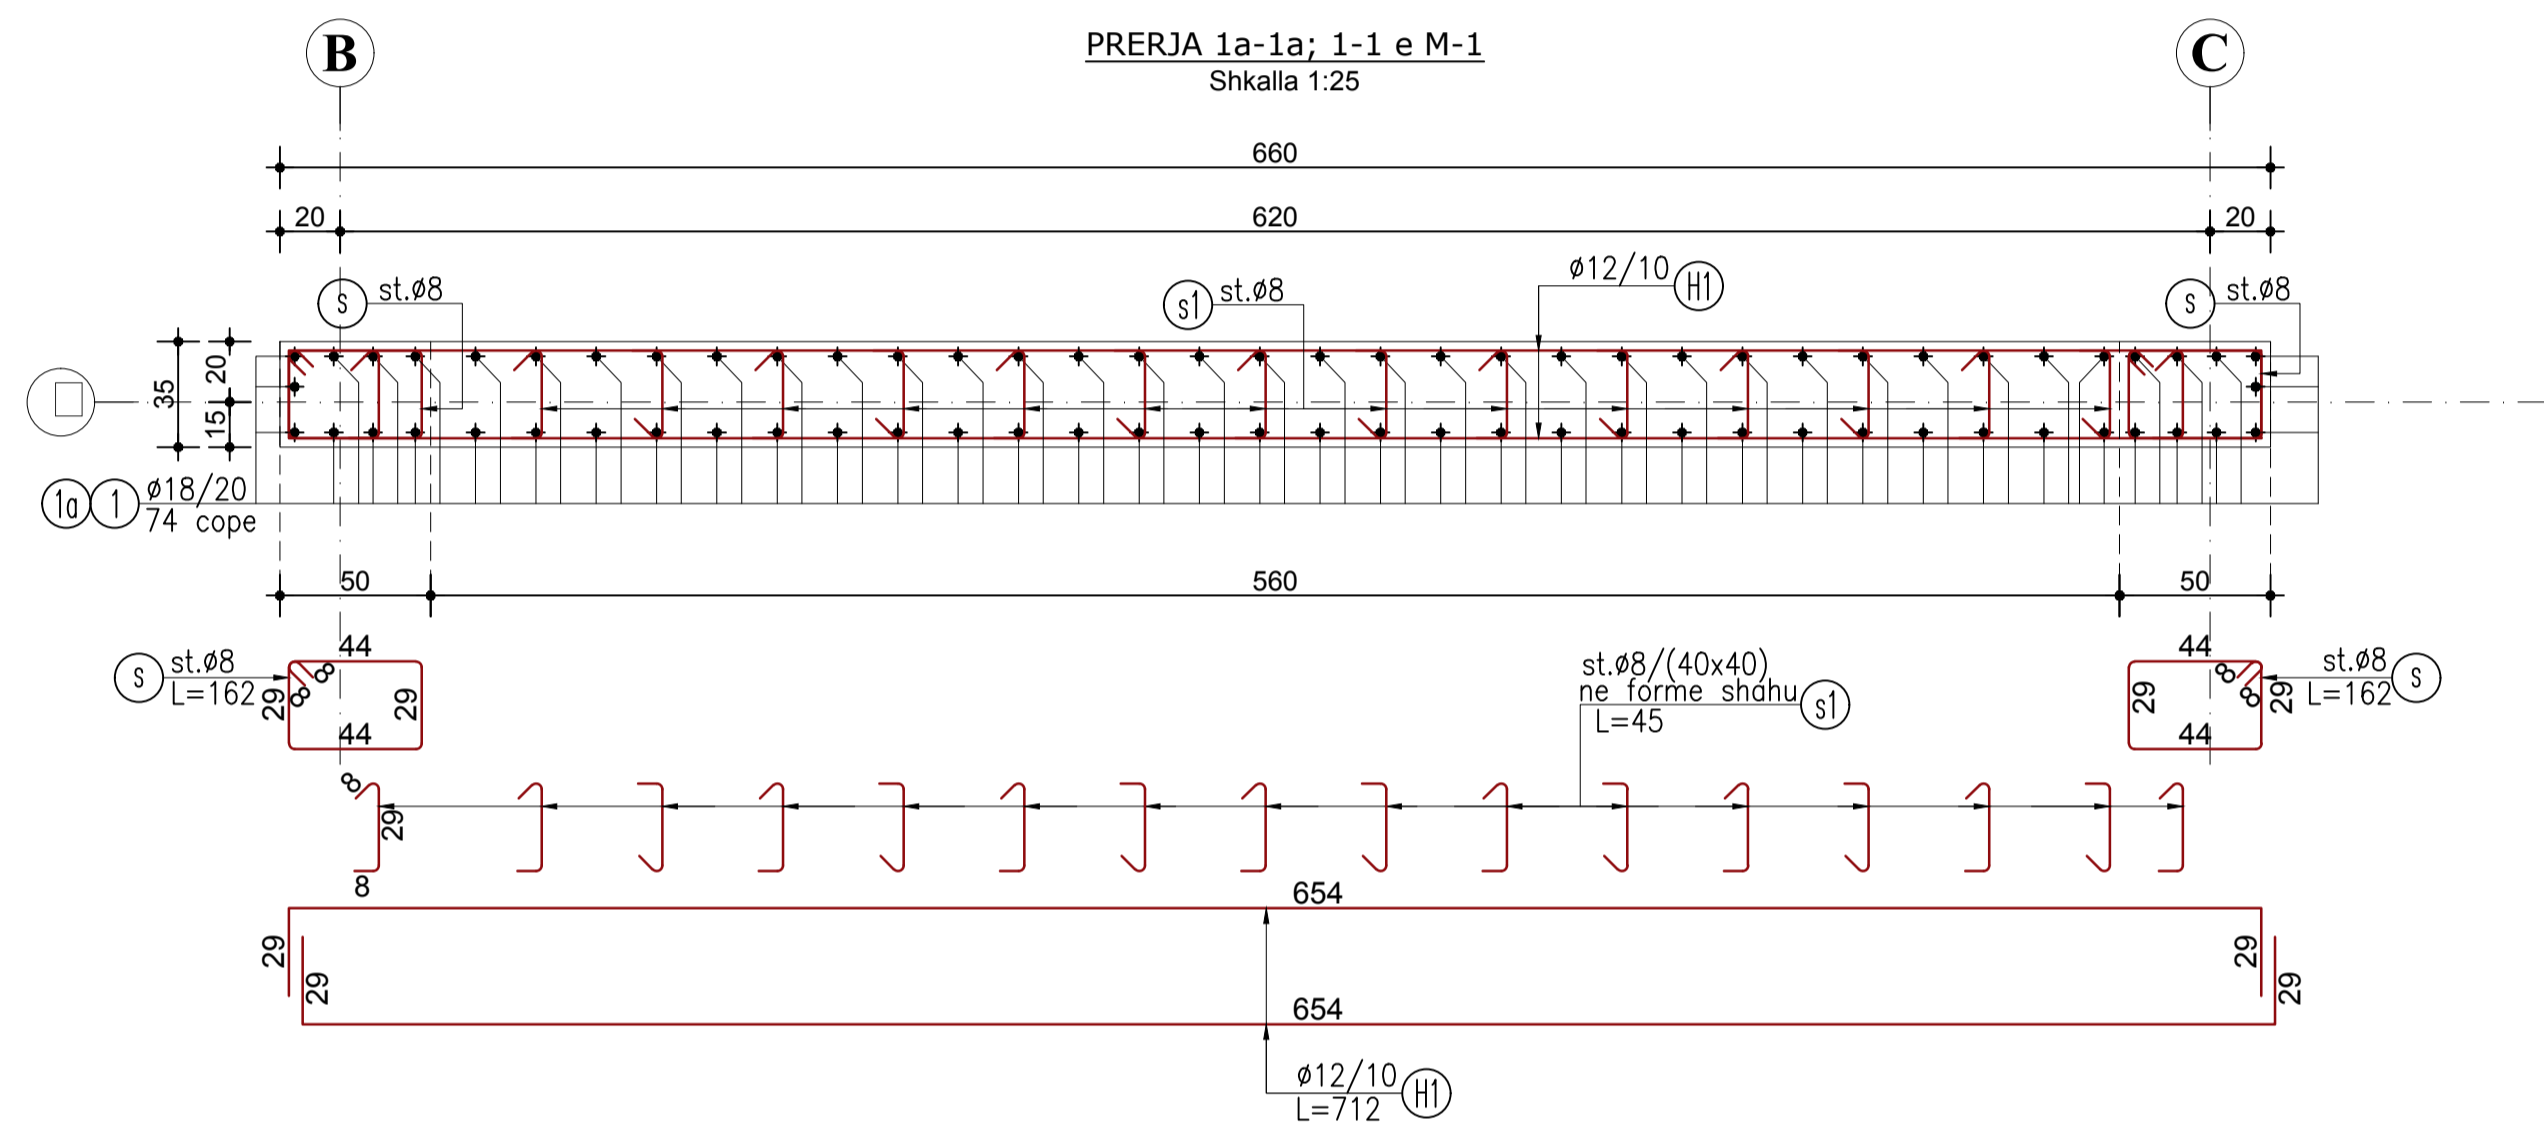 B
PRERJA 1a-1a; 1-1 e M-1
C
Shkalla 1:25
660
20
620
20
S st.ø8
s1 st.ø8
ø12/10 H1
S st.ø8
35
20
15
1a 1 ø18/20
74 cope
50
560
50
44
44
S st.ø8
L=162
29
8
8
29
44
st.ø8/(40x40)
ne forme shahu
L=45
s1
29
8
8
29
44
st.ø8
L=162
S
8
29
8
654
29
29
29
29
654
ø12/10
L=712
H1